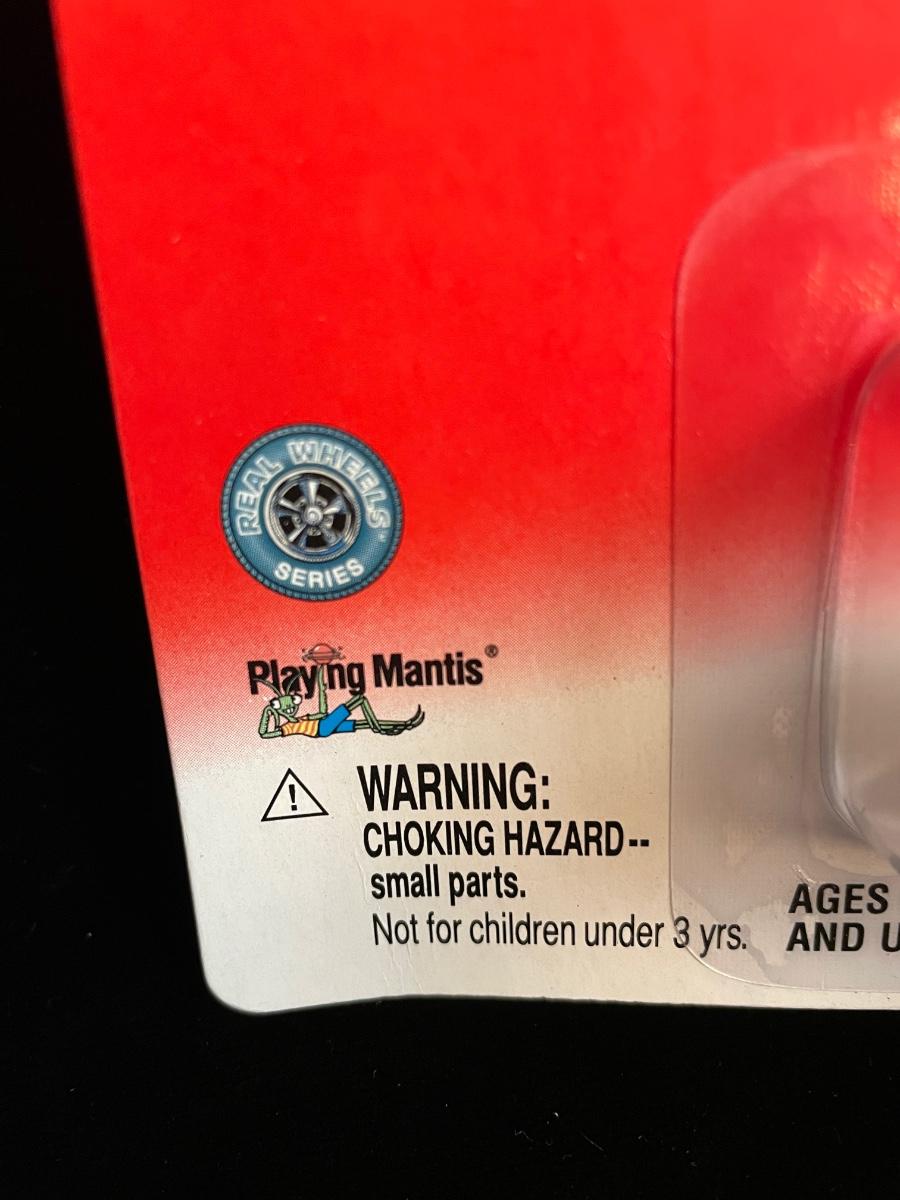 REAL WHEELS
SERIES
Playing Mantis®
WARNING:
CHOKING HAZARD--
small parts.
Not for children under 3 yrs.
AGES
AND U